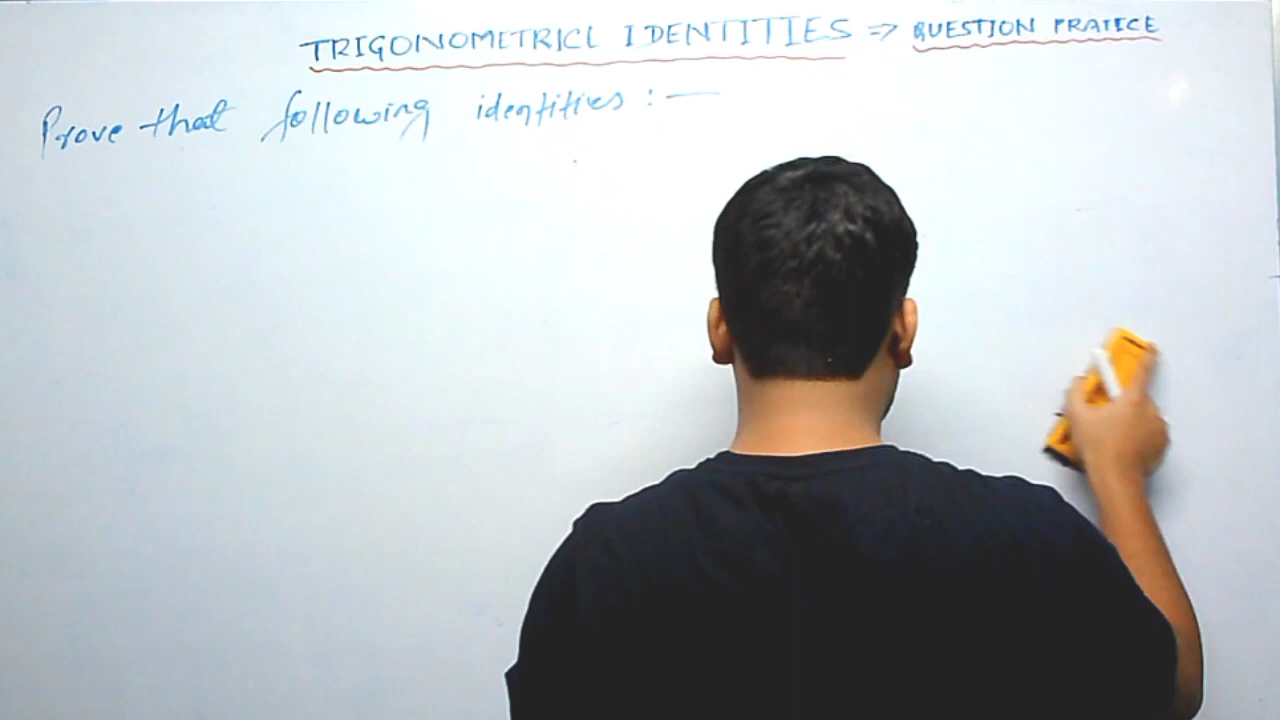 TRIGONOMETRICL IDENTITIES => QUESTION PRATICE
Prove that following identities :—